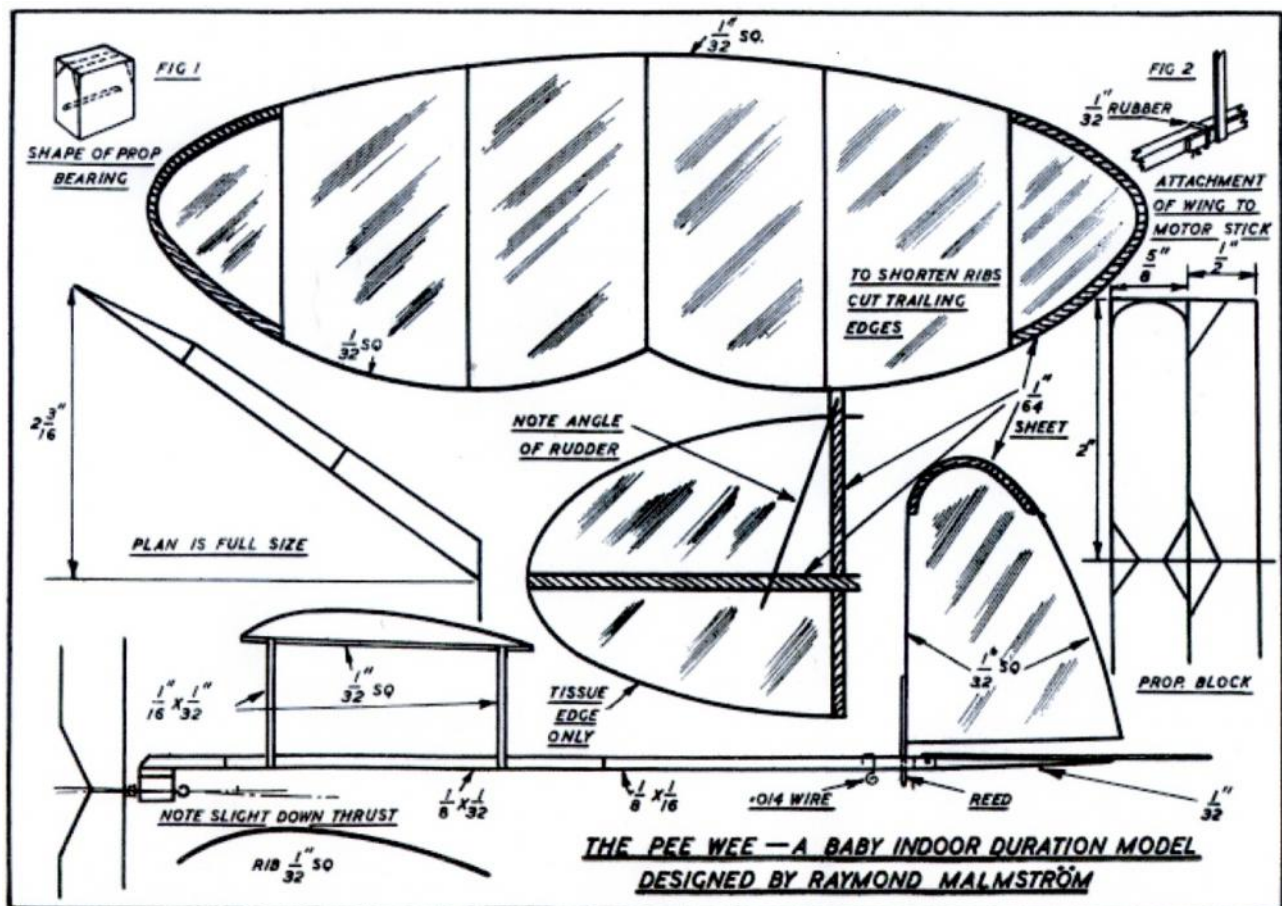 FIG 1
SHAPE OF PROP
BEARING
1/32" SQ.
FIG 2
1/32" RUBBER
ATTACHMENT
OF WING TO
MOTOR STICK
5/8"
1/2"
TO SHORTEN RIBS
CUT TRAILING
EDGES
1/32" SQ
2 3/16"
NOTE ANGLE
OF RUDDER
1/64"
SHEET
2"
PLAN IS FULL SIZE
1/16" x 1/32"
1/32" SQ
TISSUE
EDGE
ONLY
1/32" SQ
PROP. BLOCK
NOTE SLIGHT DOWN THRUST
1/8 x 1/32"
1/8 x 1/16"
.014 WIRE
REED
1/32"
RIB 1/32" SQ
THE PEE WEE — A BABY INDOOR DURATION MODEL
DESIGNED BY RAYMOND MALMSTRÖM